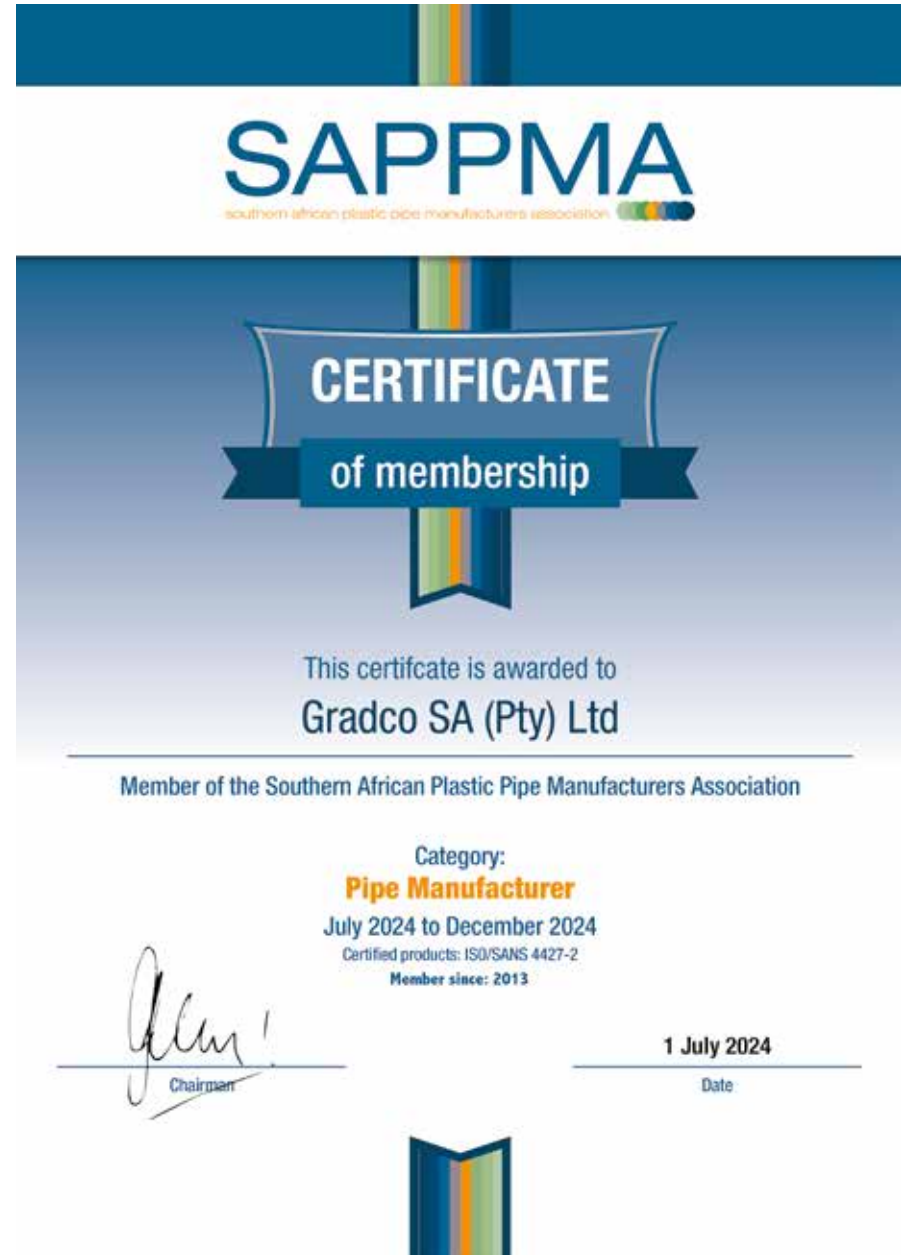 SAPPMA
southern african plastic pipe manufacturers association
CERTIFICATE
of membership
This certifcate is awarded to
Gradco SA (Pty) Ltd
Member of the Southern African Plastic Pipe Manufacturers Association
Category:
Pipe Manufacturer
July 2024 to December 2024
Certified products: ISO/SANS 4427-2
Member since: 2013
1 July 2024
Chairman
Date